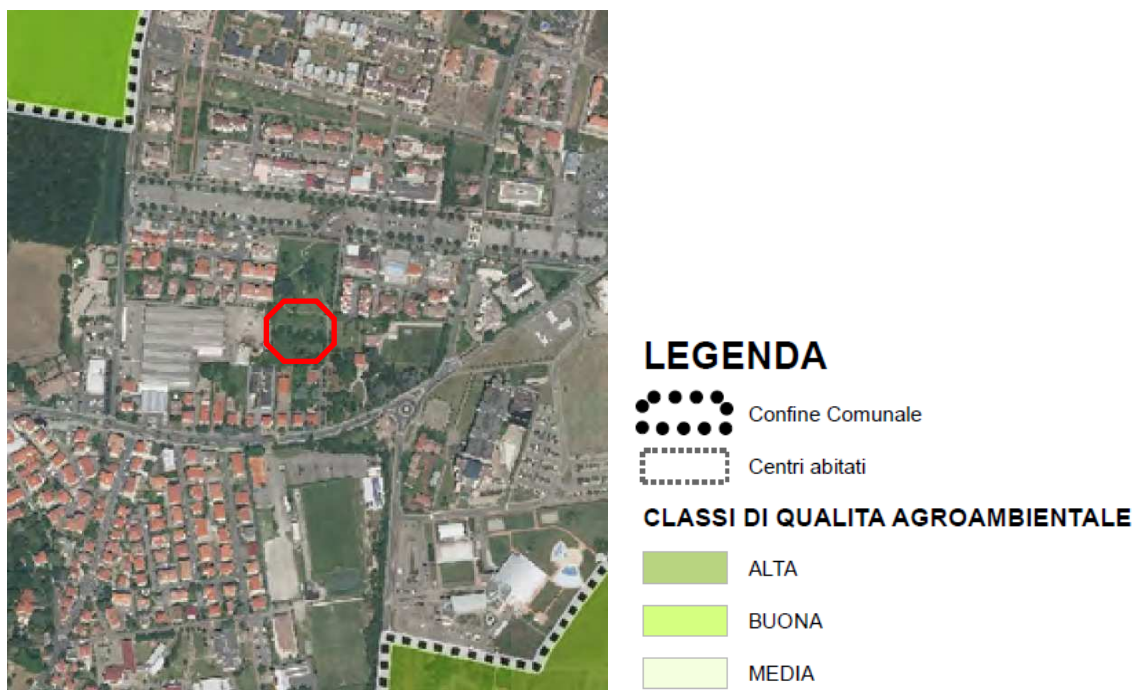 LEGENDA
Confine Comunale
Centri abitati
CLASSI DI QUALITA AGROAMBIENTALE
ALTA
BUONA
MEDIA